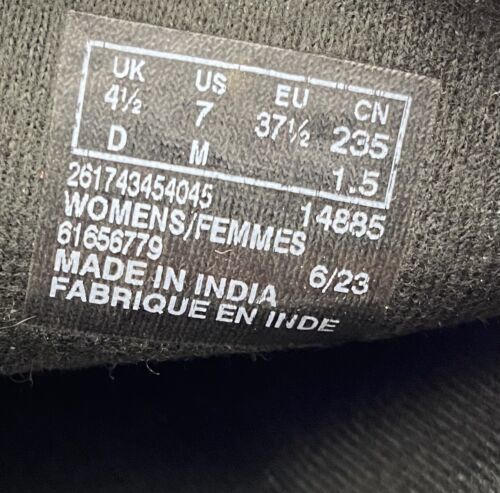 UK US EU CN
4½ 7 37½ 235
D M 1.5
261743454045 14885
WOMENS/FEMMES
61656779 6/23
MADE IN INDIA
FABRIQUE EN INDE